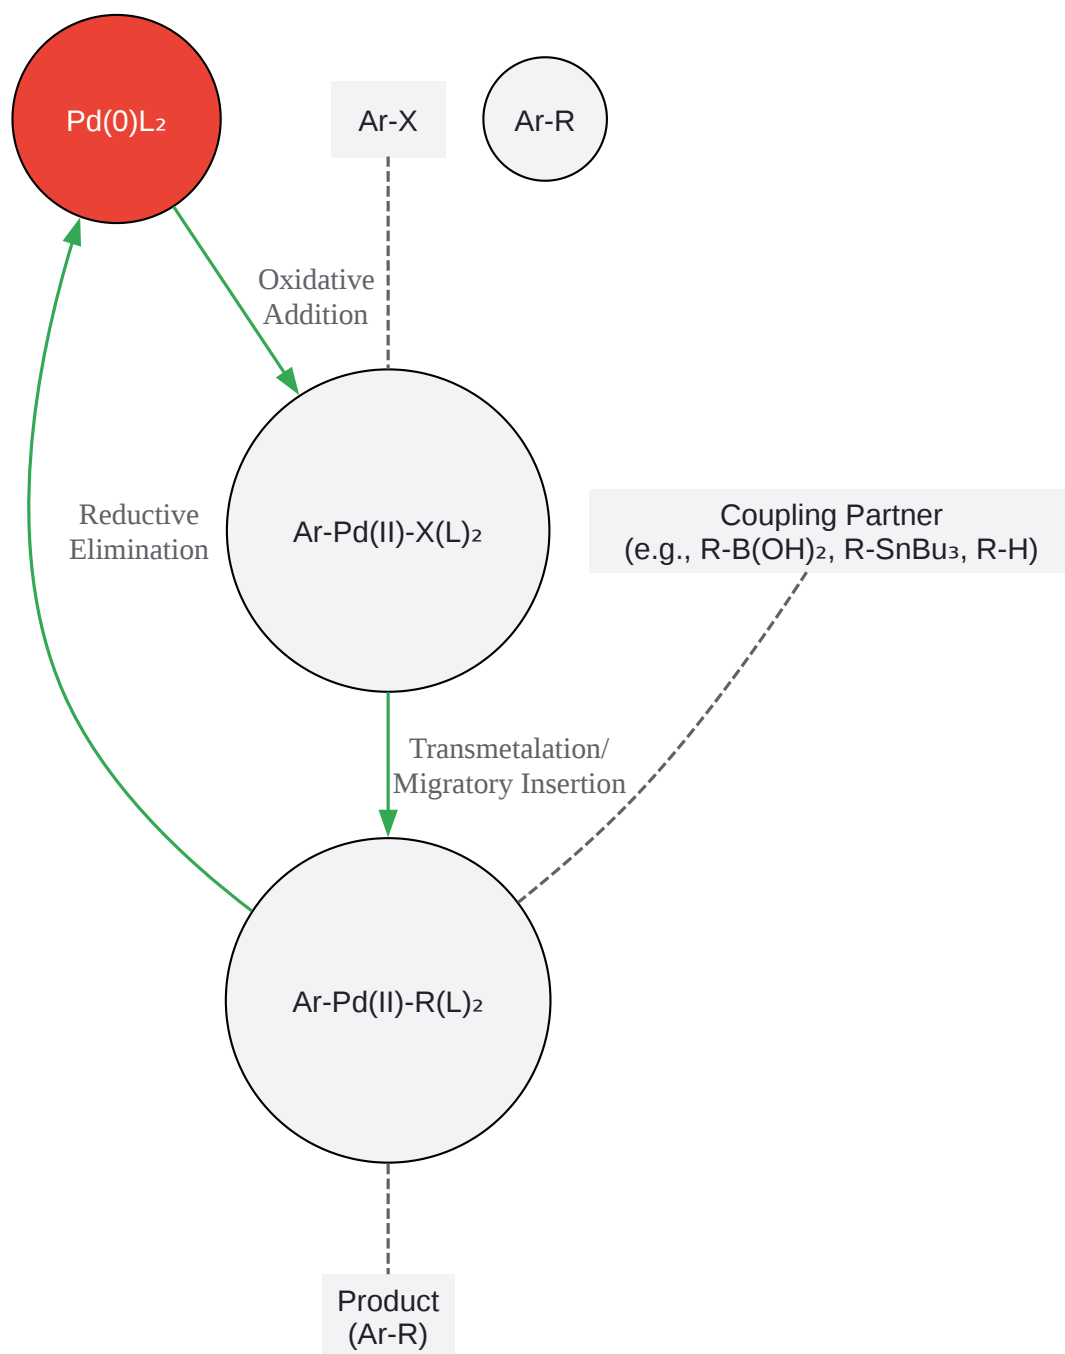 Pd(0)L₂
Ar-X
Ar-R
Oxidative
Addition
Reductive
Elimination
Ar-Pd(II)-X(L)₂
Coupling Partner
(e.g., R-B(OH)₂, R-SnBu₃, R-H)
Transmetalation/
Migratory Insertion
Ar-Pd(II)-R(L)₂
Product
(Ar-R)